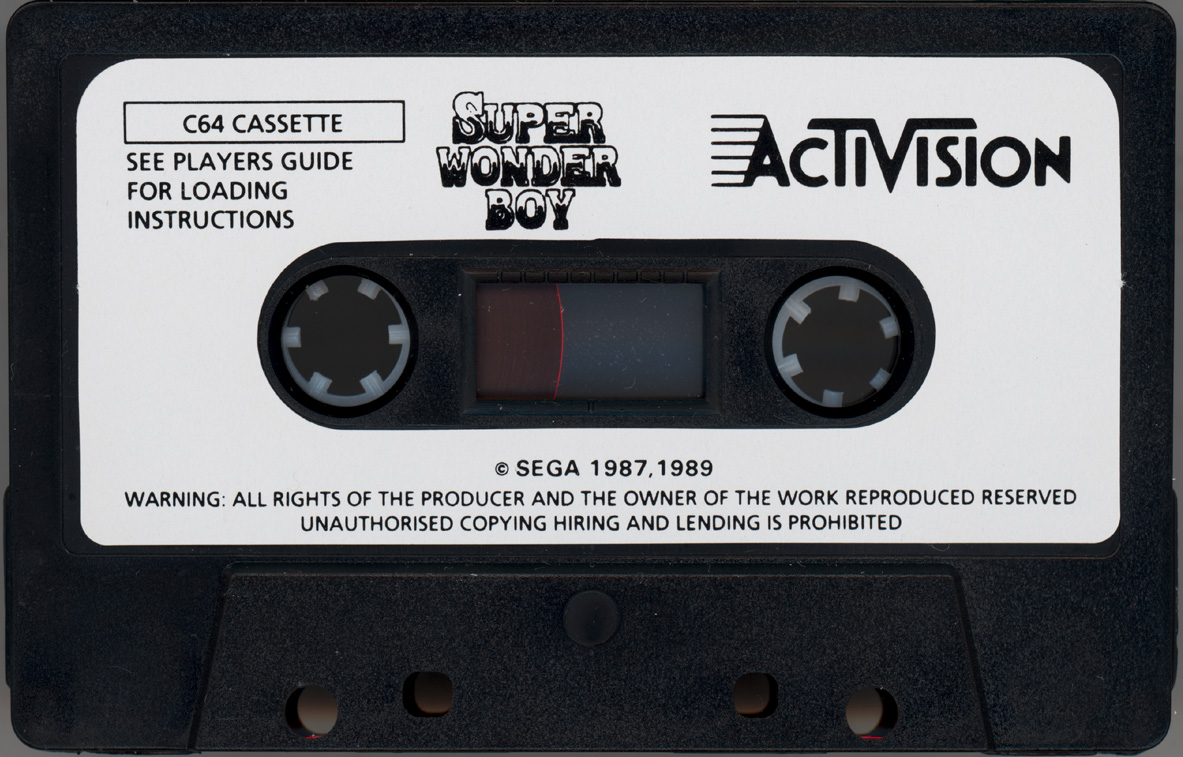 C64 CASSETTE
SEE PLAYERS GUIDE
FOR LOADING
INSTRUCTIONS
SUPER
WONDER
BOY
ACTIVISION
© SEGA 1987,1989
WARNING: ALL RIGHTS OF THE PRODUCER AND THE OWNER OF THE WORK REPRODUCED RESERVED
UNAUTHORISED COPYING HIRING AND LENDING IS PROHIBITED